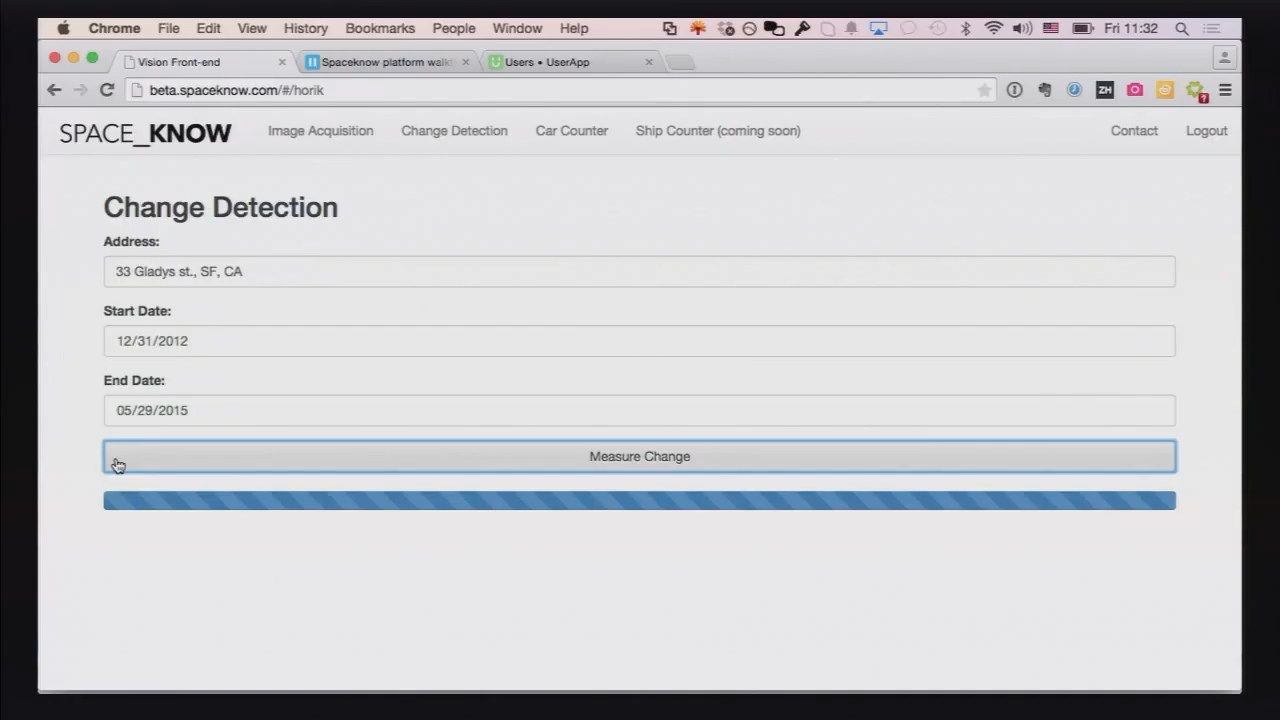 Chrome File Edit View History Bookmarks People Window Help Fri 11:32
Vision Front-end Spaceknow platform walk Users • UserApp
beta.spaceknow.com/#/horik ZH
SPACE_KNOW Image Acquisition Change Detection Car Counter Ship Counter (coming soon) Contact Logout
Change Detection
Address:
33 Gladys st., SF, CA
Start Date:
12/31/2012
End Date:
05/29/2015
Measure Change